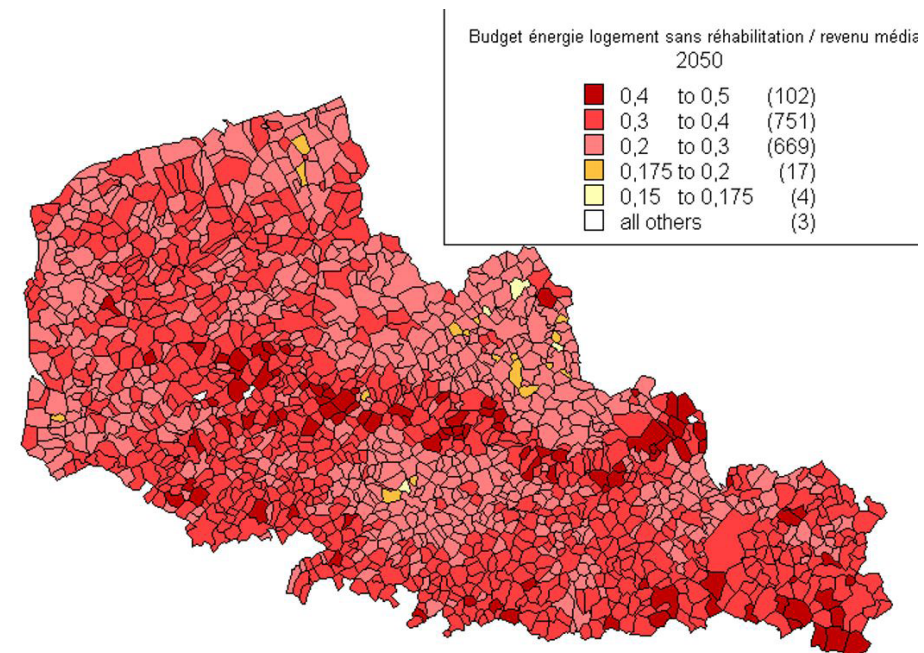 Budget énergie logement sans réhabilitation / revenu média
2050
0,4 to 0,5 (102)
0,3 to 0,4 (751)
0,2 to 0,3 (669)
0,175 to 0,2 (17)
0,15 to 0,175 (4)
all others (3)